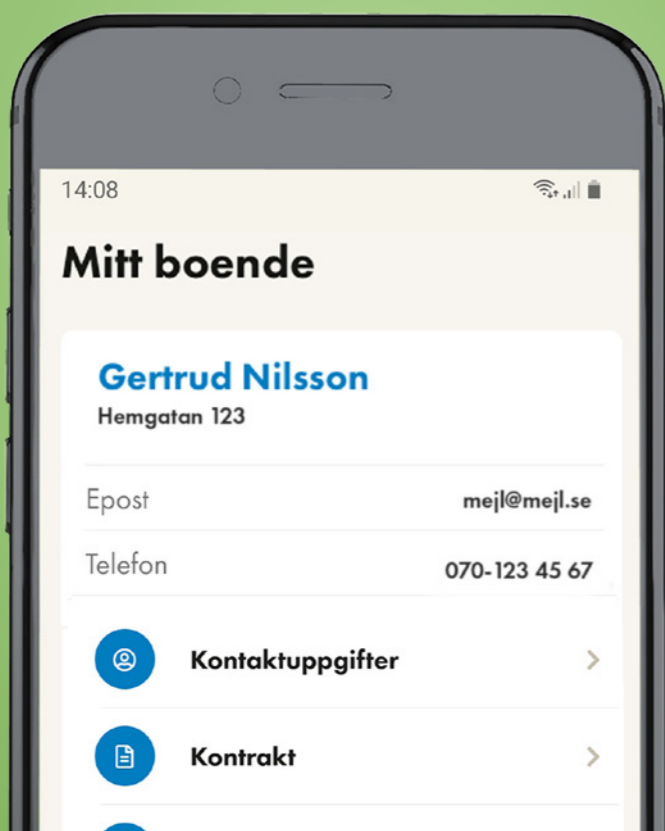 14:08
Mitt boende
Gertrud Nilsson
Hemgatan 123
Epost mejl@mejl.se
Telefon 070-123 45 67
Kontaktuppgifter
Kontrakt